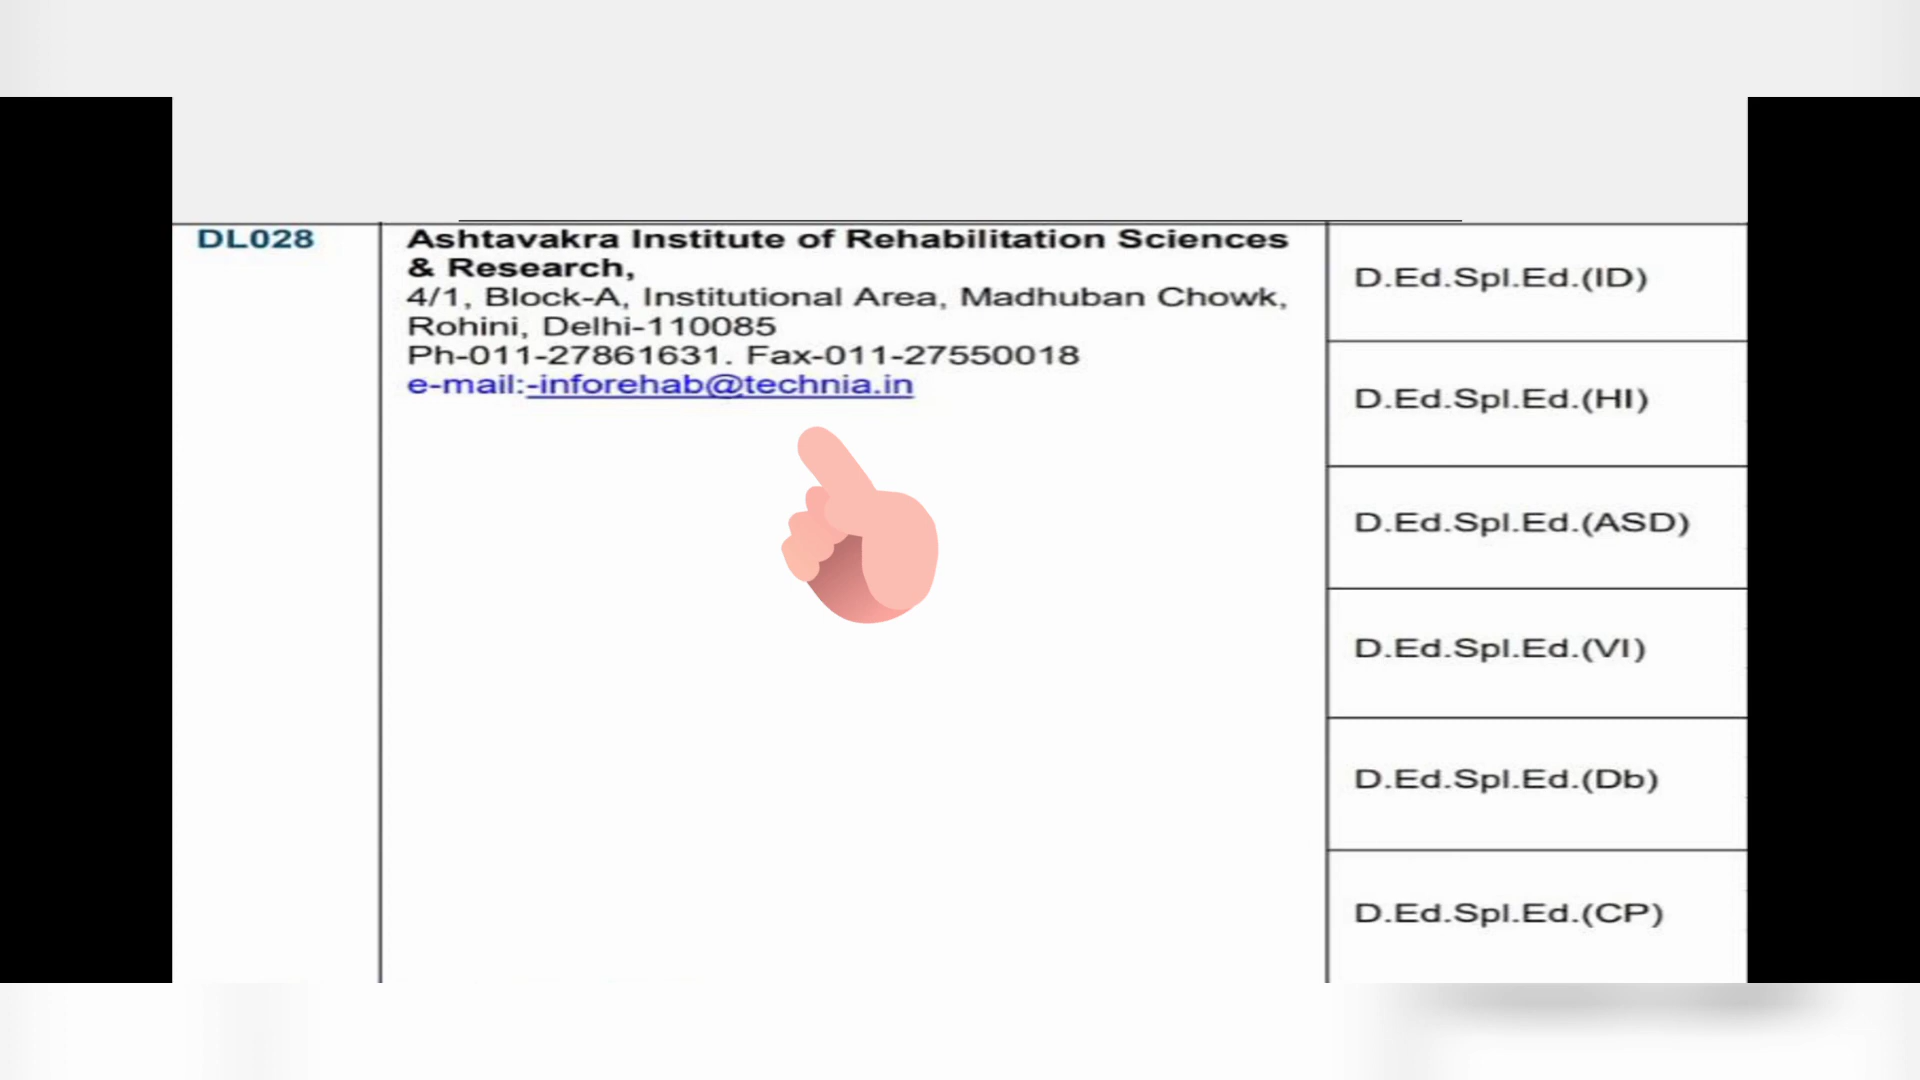 DL028
Ashtavakra Institute of Rehabilitation Sciences
& Research,
4/1, Block-A, Institutional Area, Madhuban Chowk,
Rohini, Delhi-110085
Ph-011-27861631. Fax-011-27550018
e-mail:-inforehab@technia.in
D.Ed.Spl.Ed.(ID)
D.Ed.Spl.Ed.(HI)
D.Ed.Spl.Ed.(ASD)
D.Ed.Spl.Ed.(VI)
D.Ed.Spl.Ed.(Db)
D.Ed.Spl.Ed.(CP)